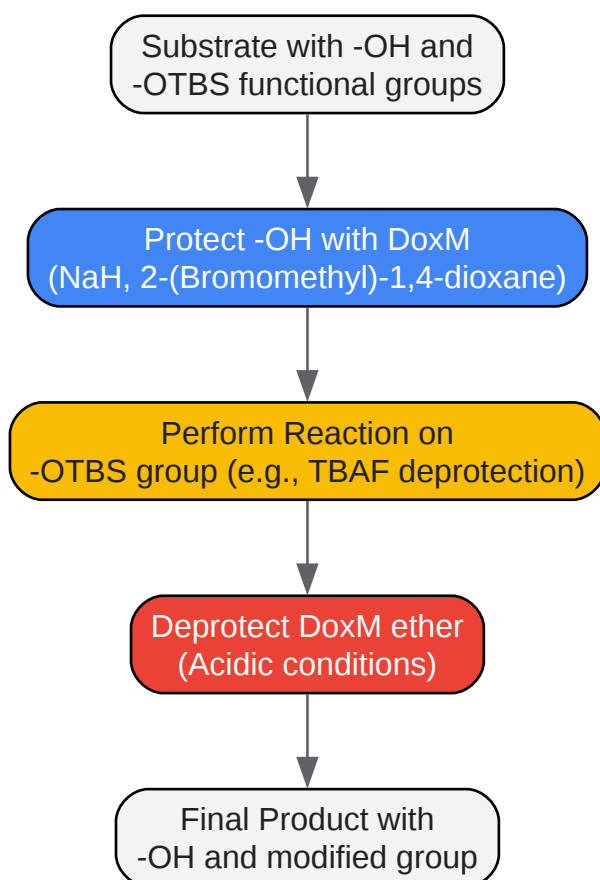 Substrate with -OH and
-OTBS functional groups
Protect -OH with DoxM
(NaH, 2-(Bromomethyl)-1,4-dioxane)
Perform Reaction on
-OTBS group (e.g., TBAF deprotection)
Deprotect DoxM ether
(Acidic conditions)
Final Product with
-OH and modified group